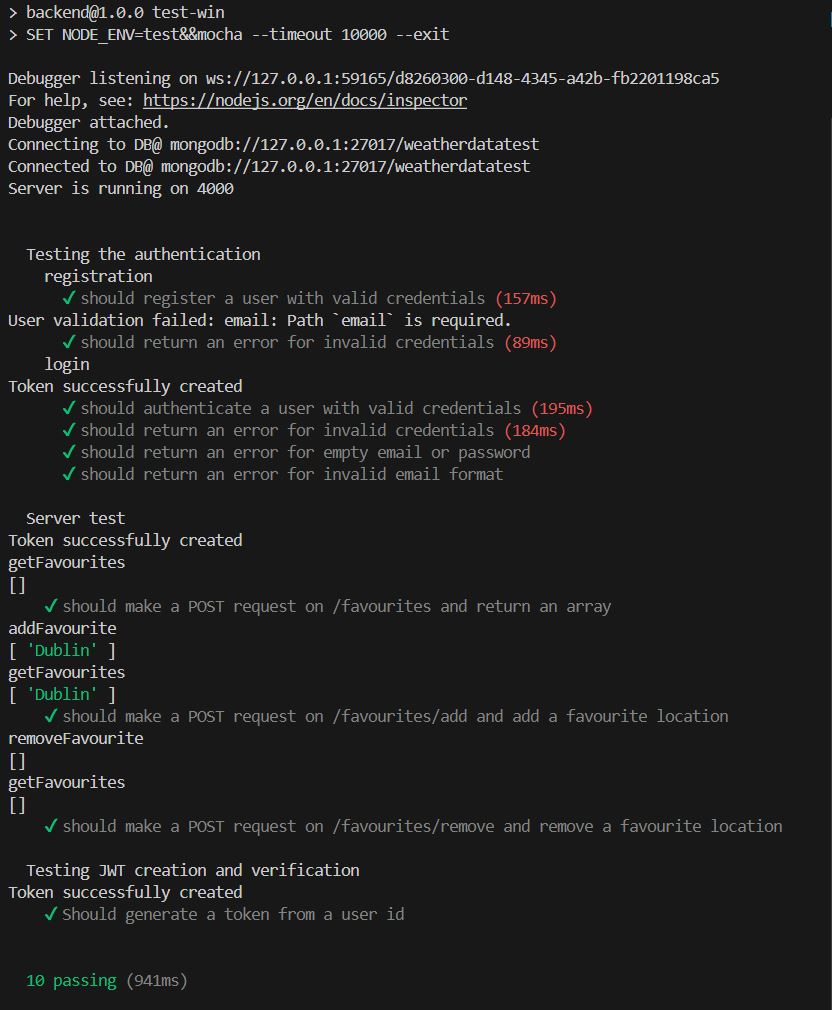 > backend@1.0.0 test-win
> SET NODE_ENV=test&&mocha --timeout 10000 --exit
Debugger listening on ws://127.0.0.1:59165/d8260300-d148-4345-a42b-fb2201198ca5
For help, see: https://nodejs.org/en/docs/inspector
Debugger attached.
Connecting to DB@ mongodb://127.0.0.1:27017/weatherdatatest
Connected to DB@ mongodb://127.0.0.1:27017/weatherdatatest
Server is running on 4000
Testing the authentication
registration
✓ should register a user with valid credentials (157ms)
User validation failed: email: Path `email` is required.
✓ should return an error for invalid credentials (89ms)
login
Token successfully created
✓ should authenticate a user with valid credentials (195ms)
✓ should return an error for invalid credentials (184ms)
✓ should return an error for empty email or password
✓ should return an error for invalid email format
Server test
Token successfully created
getFavourites
[]
✓ should make a POST request on /favourites and return an array
addFavourite
[ 'Dublin' ]
getFavourites
[ 'Dublin' ]
✓ should make a POST request on /favourites/add and add a favourite location
removeFavourite
[]
getFavourites
[]
✓ should make a POST request on /favourites/remove and remove a favourite location
Testing JWT creation and verification
Token successfully created
✓ Should generate a token from a user id
10 passing (941ms)